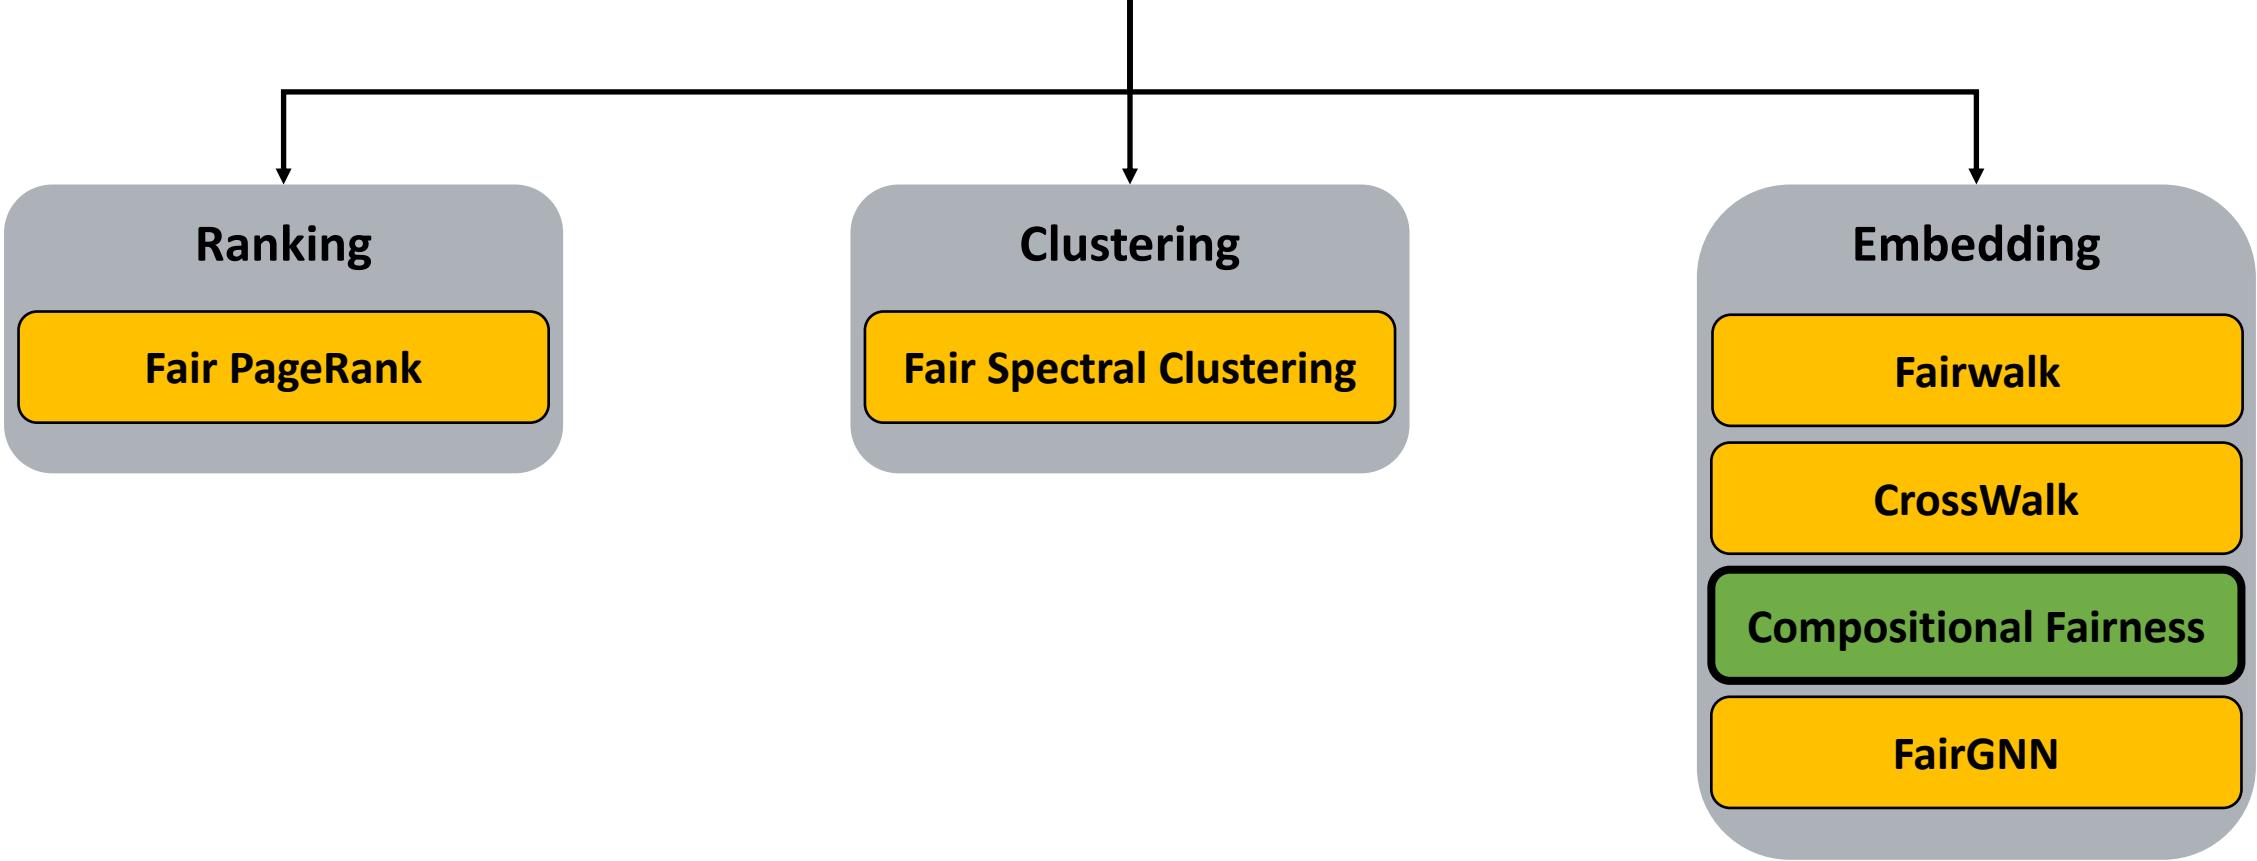 Ranking
Fair PageRank
Clustering
Fair Spectral Clustering
Embedding
Fairwalk
CrossWalk
Compositional Fairness
FairGNN